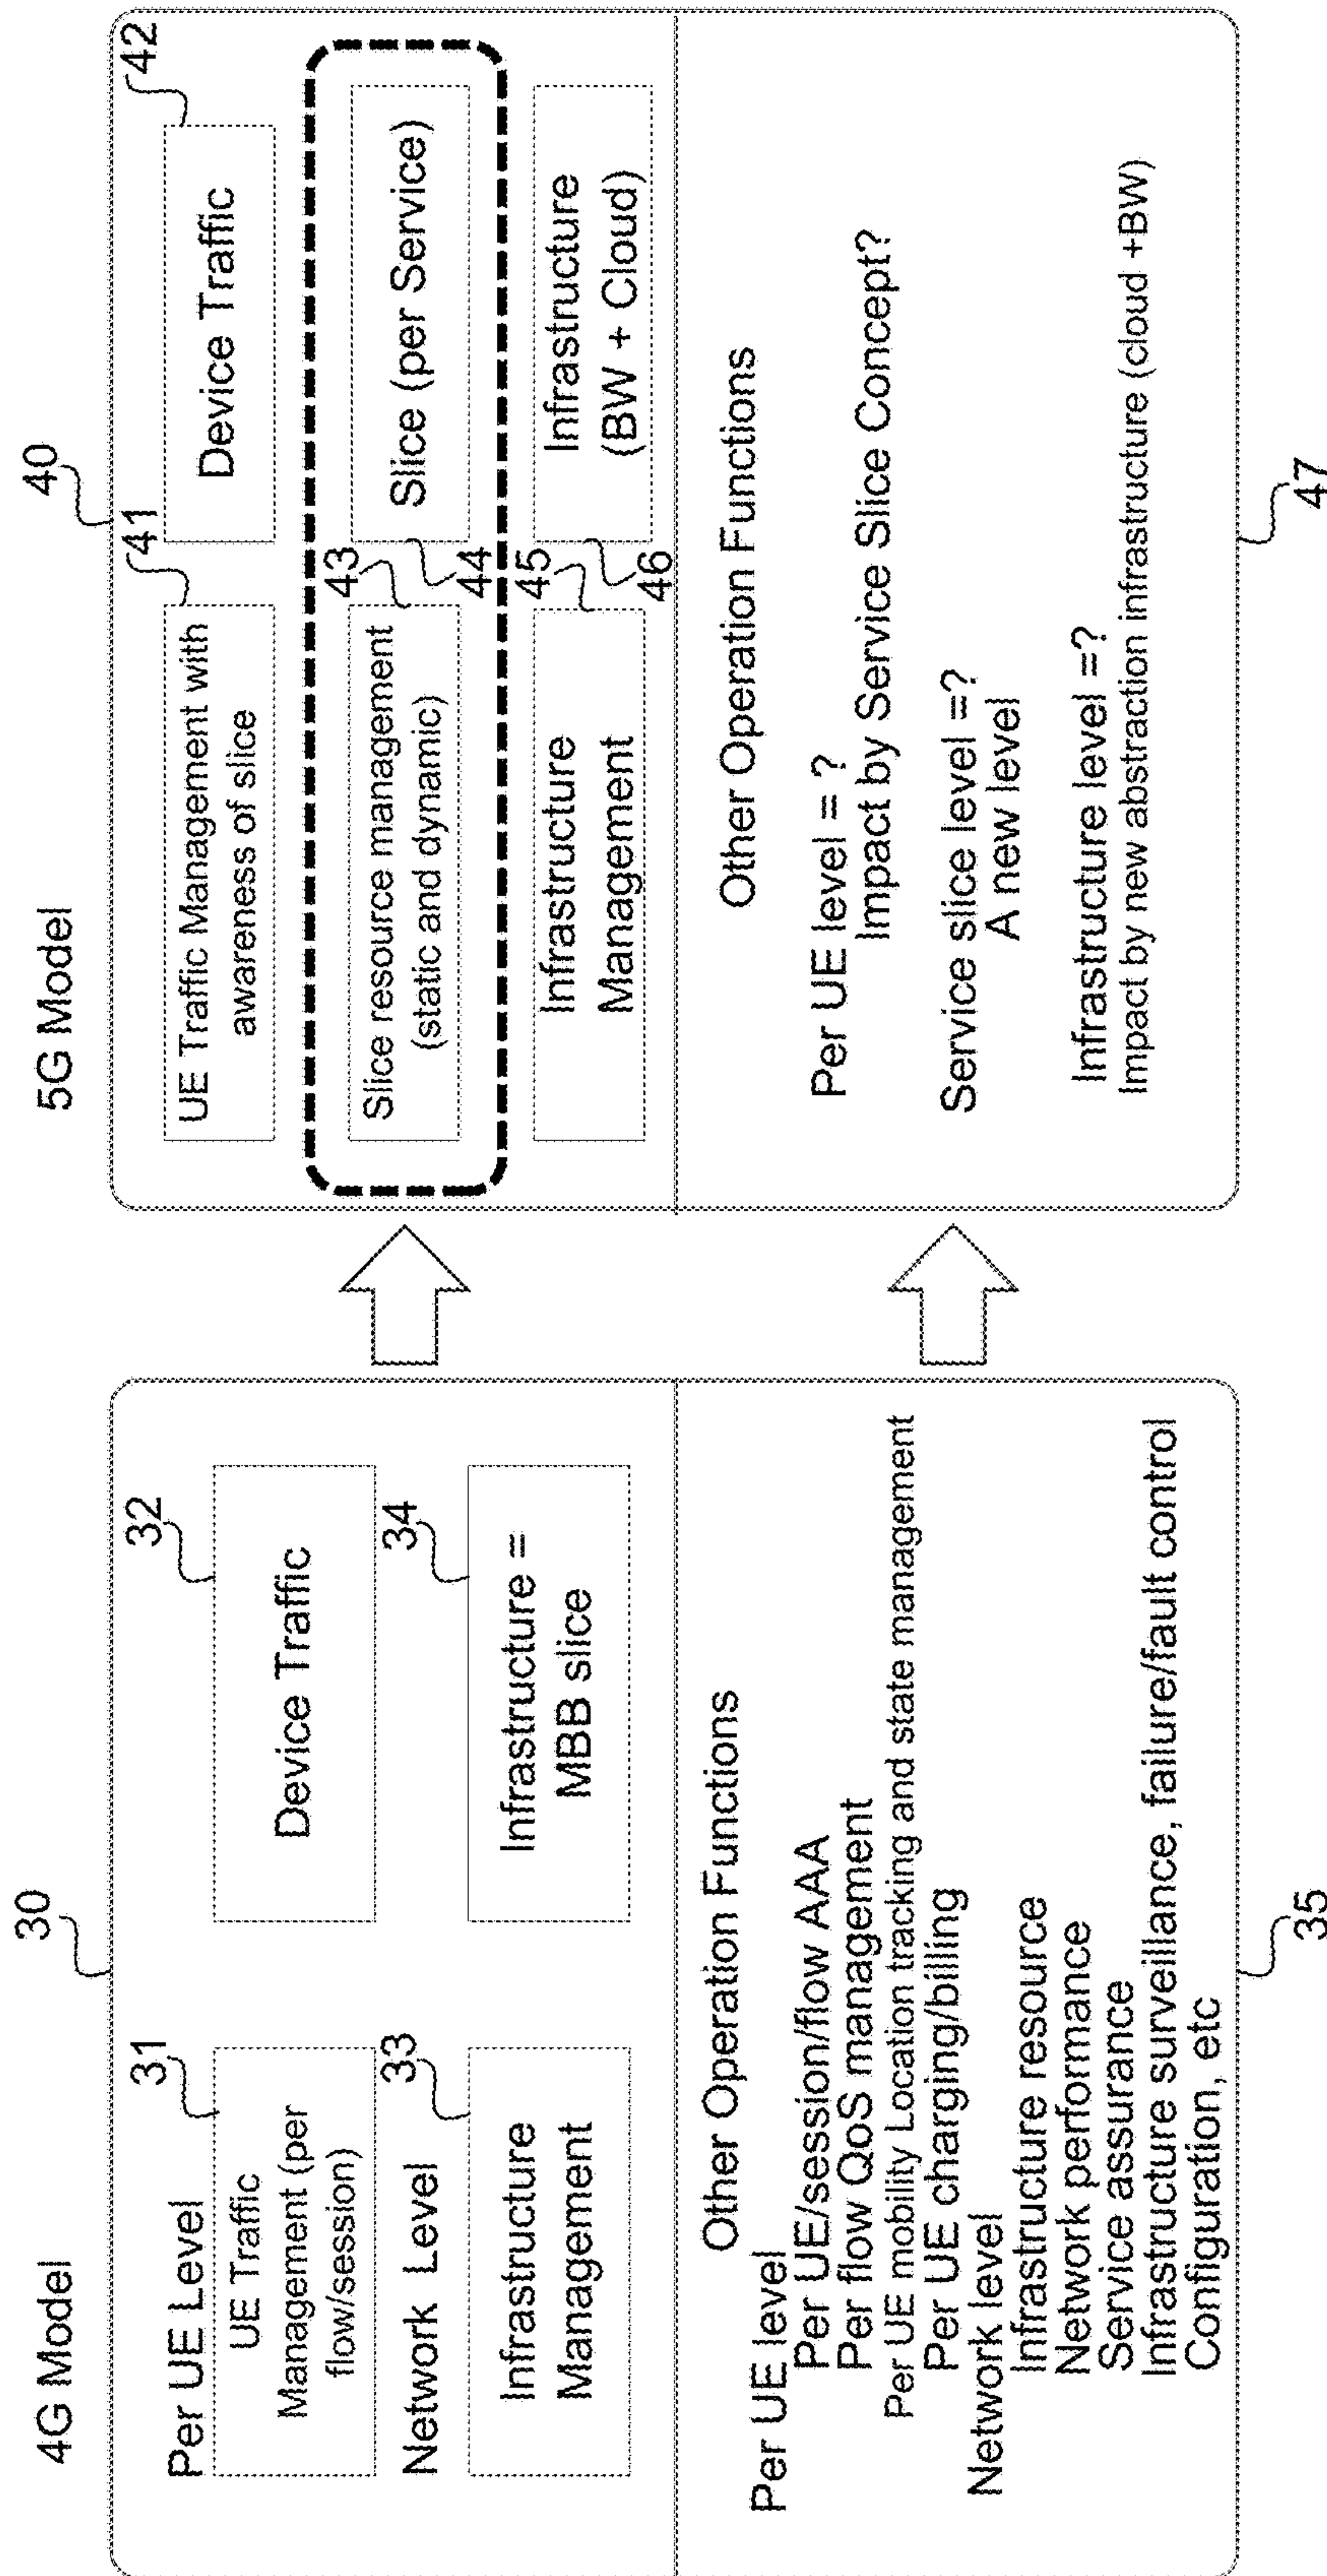 4G Model
30
Per UE Level
31
UE Traffic
Management (per
flow/session)
32
Device Traffic
Network Level
33
Infrastructure
Management
34
Infrastructure =
MBB slice
Other Operation Functions
Per UE level
Per UE/session/flow AAA
Per flow QoS management
Per UE mobility Location tracking and state management
Per UE charging/billing
Network level
Infrastructure resource
Network performance
Service assurance
Infrastructure surveillance, failure/fault control
Configuration, etc
35
5G Model
40
41
UE Traffic Management with
awareness of slice
42
Device Traffic
43
Slice resource management
(static and dynamic)
44
Slice (per Service)
45
Infrastructure
Management
46
Infrastructure
(BW + Cloud)
Other Operation Functions
Per UE level = ?
Impact by Service Slice Concept?
Service slice level =?
A new level
Infrastructure level =?
Impact by new abstraction infrastructure (cloud +BW)
47